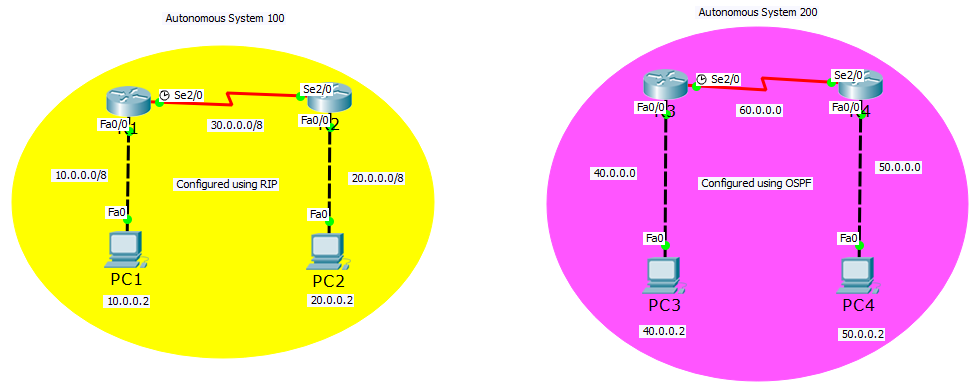 Autonomous System 100
Autonomous System 200
Se2/0
Se2/0
Fa0/0
R1
Fa0/0
R2
30.0.0.0/8
10.0.0.0/8
Configured using RIP
20.0.0.0/8
Fa0
Fa0
PC1
PC2
10.0.0.2
20.0.0.2
Se2/0
Se2/0
Fa0/0
R3
Fa0/0
R4
60.0.0.0
40.0.0.0
50.0.0.0
Configured using OSPF
Fa0
Fa0
PC3
PC4
40.0.0.2
50.0.0.2